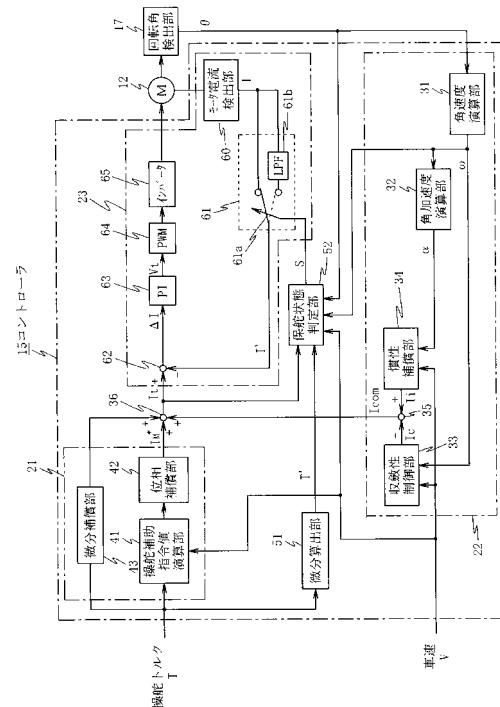 15コントローラ
21
微分補償部
43
41
操舵補助
指令値
演算部
42
位相
補償部
IM*
36
It
+
+
+
62
ΔI
63
PI
Vt
64
PWM
65
インバータ
23
12
M
17
回転角
検出部
θ
モータ電流
検出部
60
I
61
61a
61b
LPF
I'
S
52
保舵状態
判定部
T'
51
微分算出部
操舵トルク
T
Icom
34
慣性
補償部
Ii
+
35
-
Ic
33
収斂性
制御部
22
α
32
角加速度
演算部
ω
31
角速度
演算部
車速
V